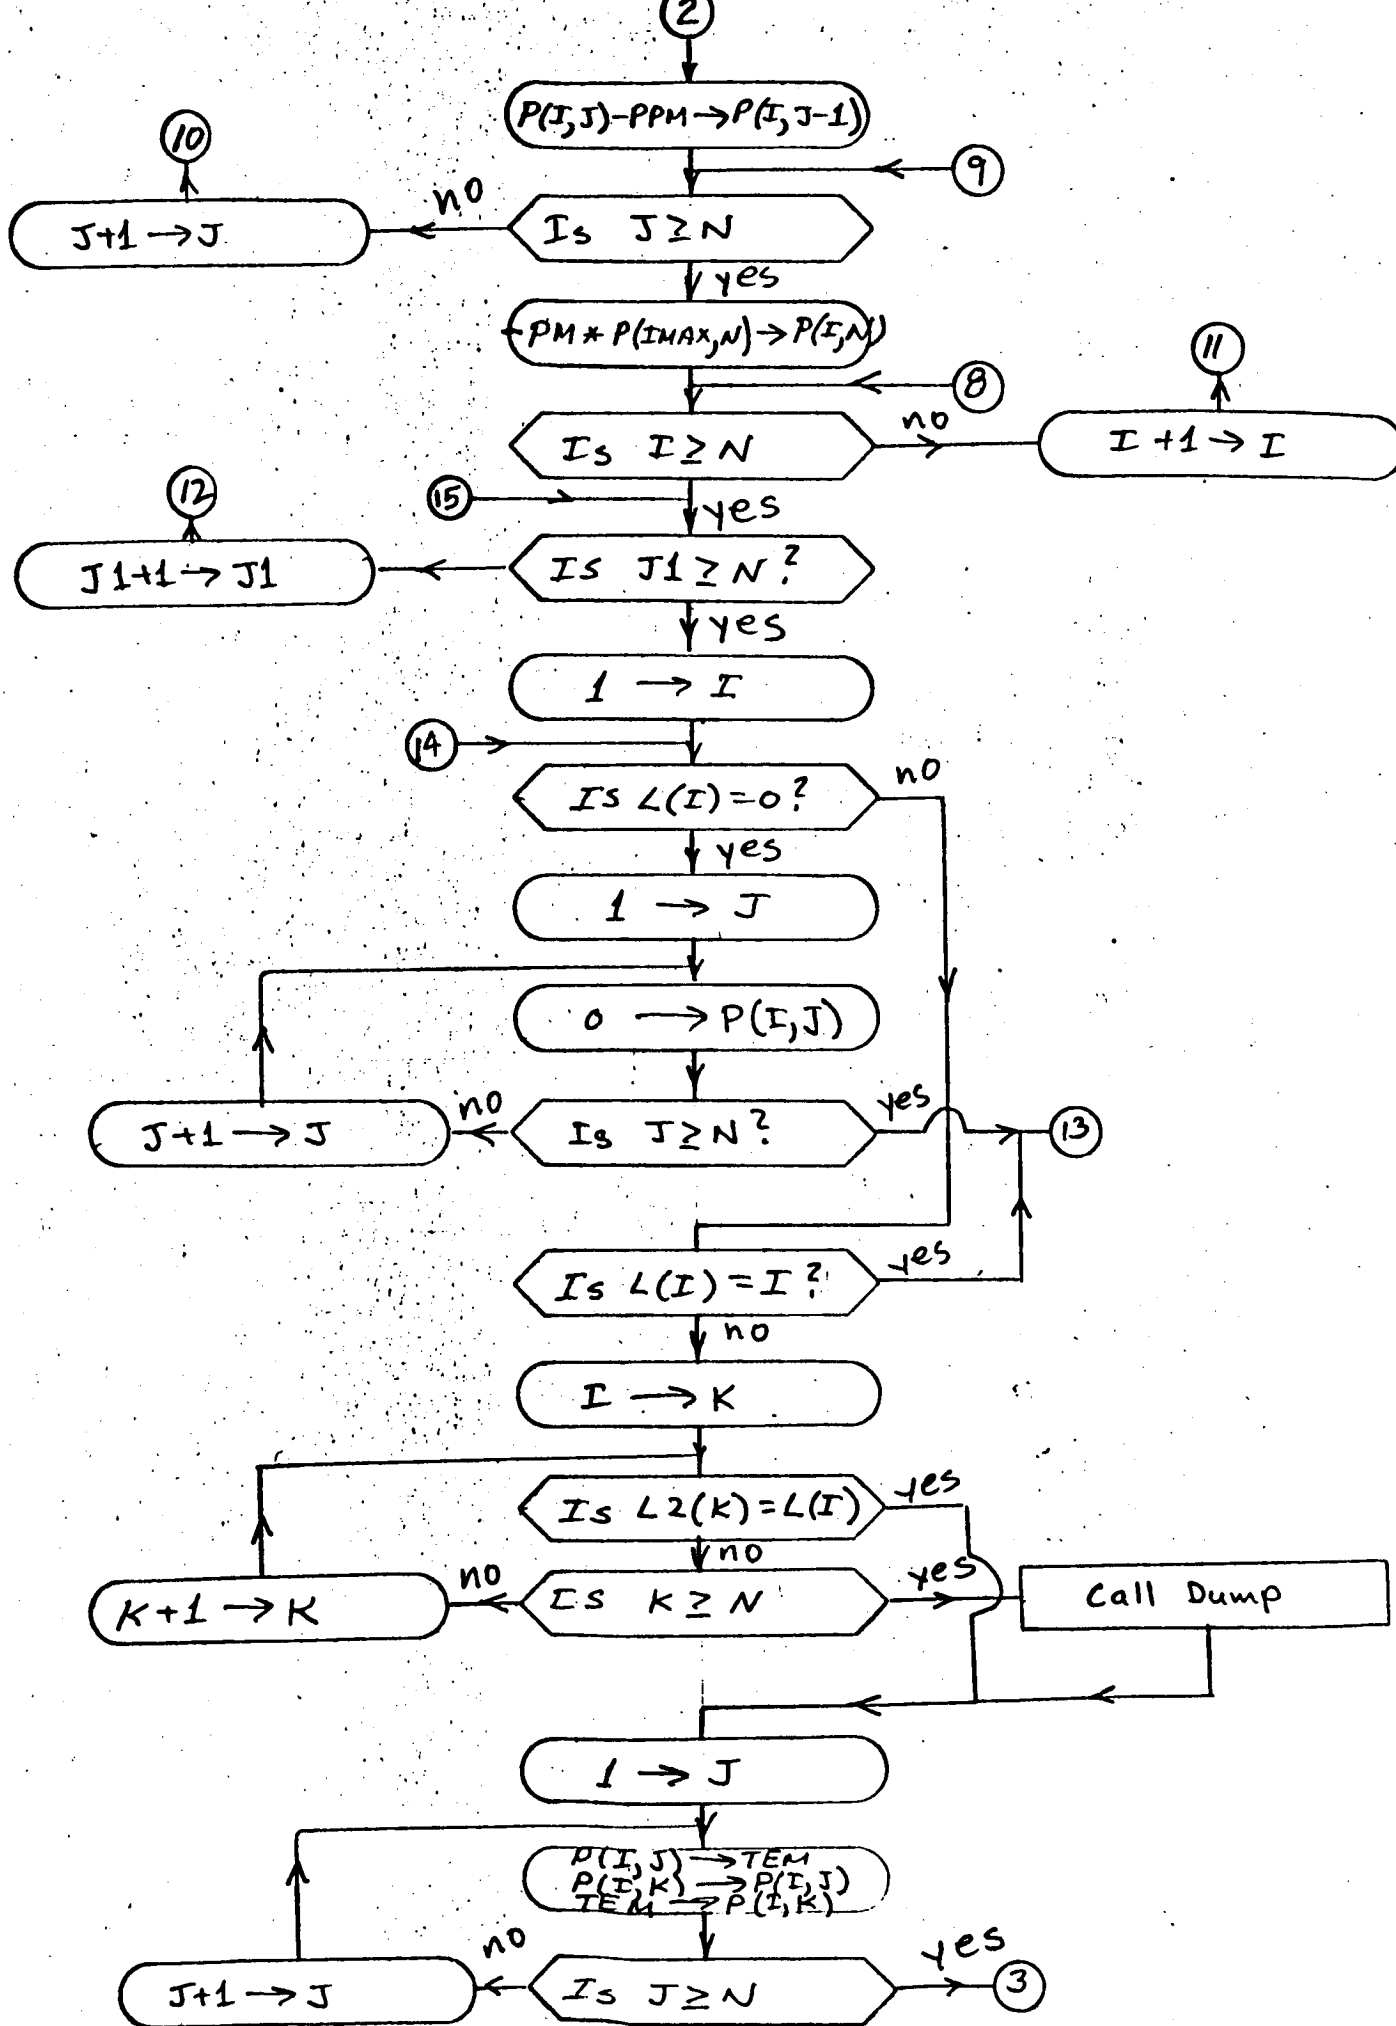 2
P(I,J)-PPM→P(I,J-1)
10
9
no
J+1→J
Is J≥N
yes
-PM*P(IMAX,N)→P(I,N)
11
8
no
Is I≥N
I+1→I
12
15
yes
J1+1→J1
Is J1≥N?
yes
1 → I
14
no
Is L(I)=0?
yes
1 → J
0 → P(I,J)
no
yes
J+1→J
Is J≥N?
13
Is L(I)=I?
yes
no
I → K
Is L2(K)=L(I)
yes
no
no
yes
K+1→K
Is K≥N
Call Dump
1 → J
P(I,J)→TEM
P(I,K)→P(I,J)
TEM→P(I,K)
no
yes
J+1→J
Is J≥N
3